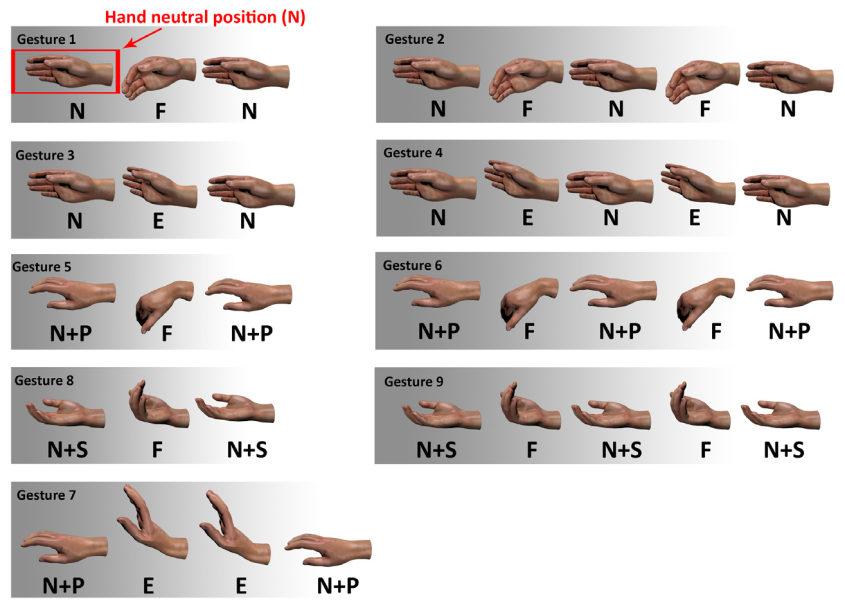 Hand neutral position (N)
Gesture 1
N F N
Gesture 2
N F N F N
Gesture 3
N E N
Gesture 4
N E N E N
Gesture 5
N+P F N+P
Gesture 6
N+P F N+P F N+P
Gesture 8
N+S F N+S
Gesture 9
N+S F N+S F N+S
Gesture 7
N+P E E N+P